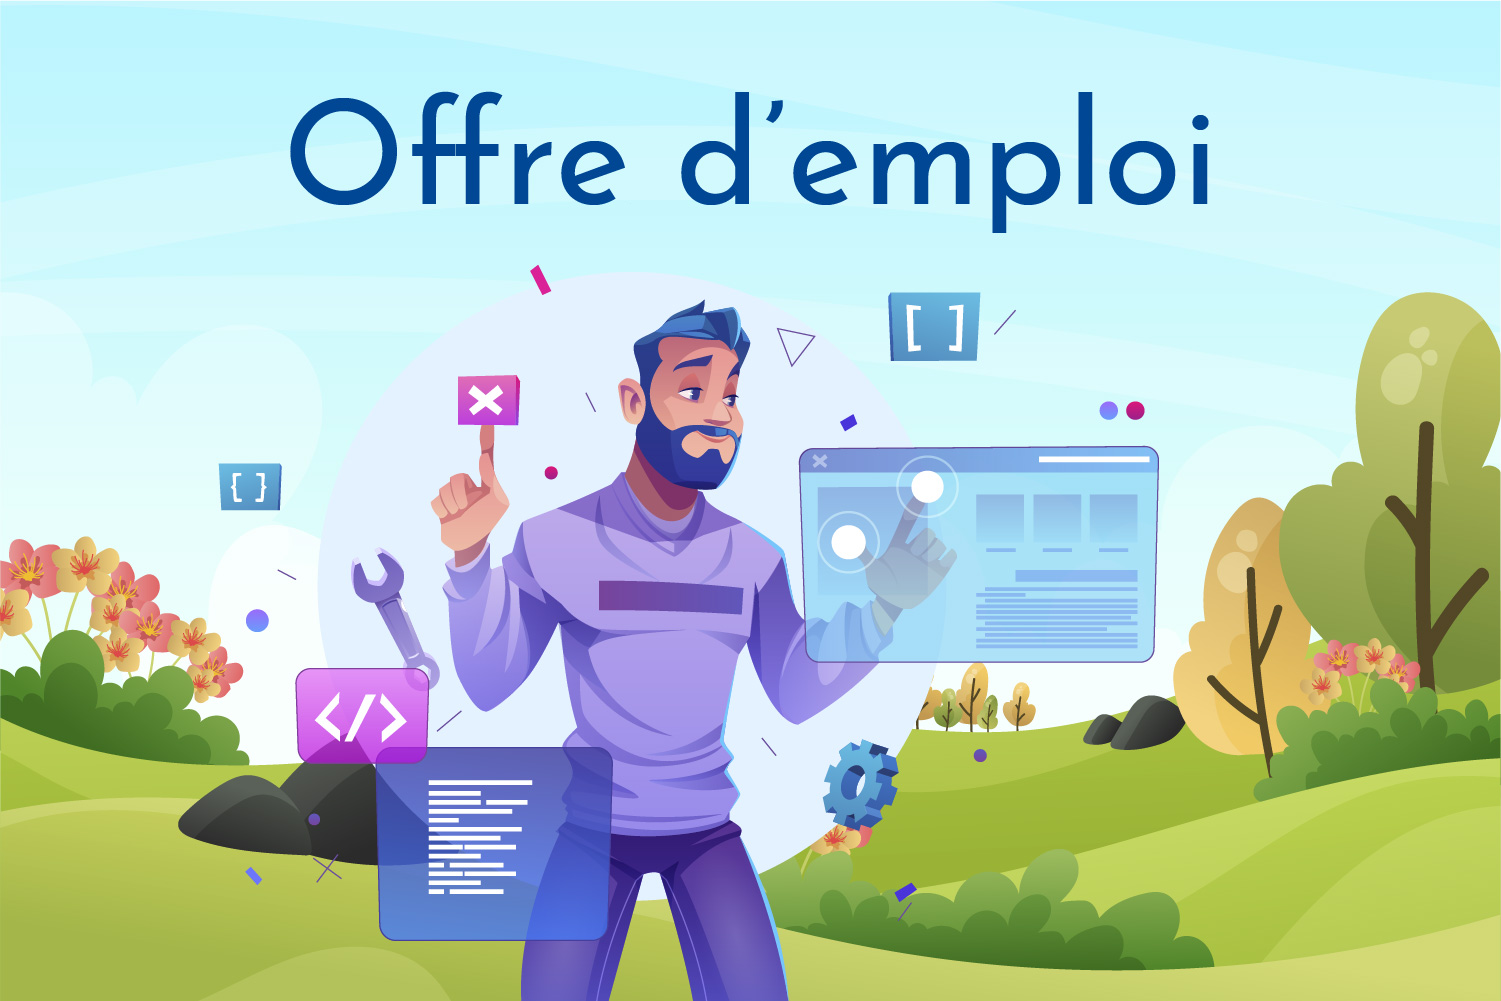 Offre d’emploi
[ ]
{ }
</>